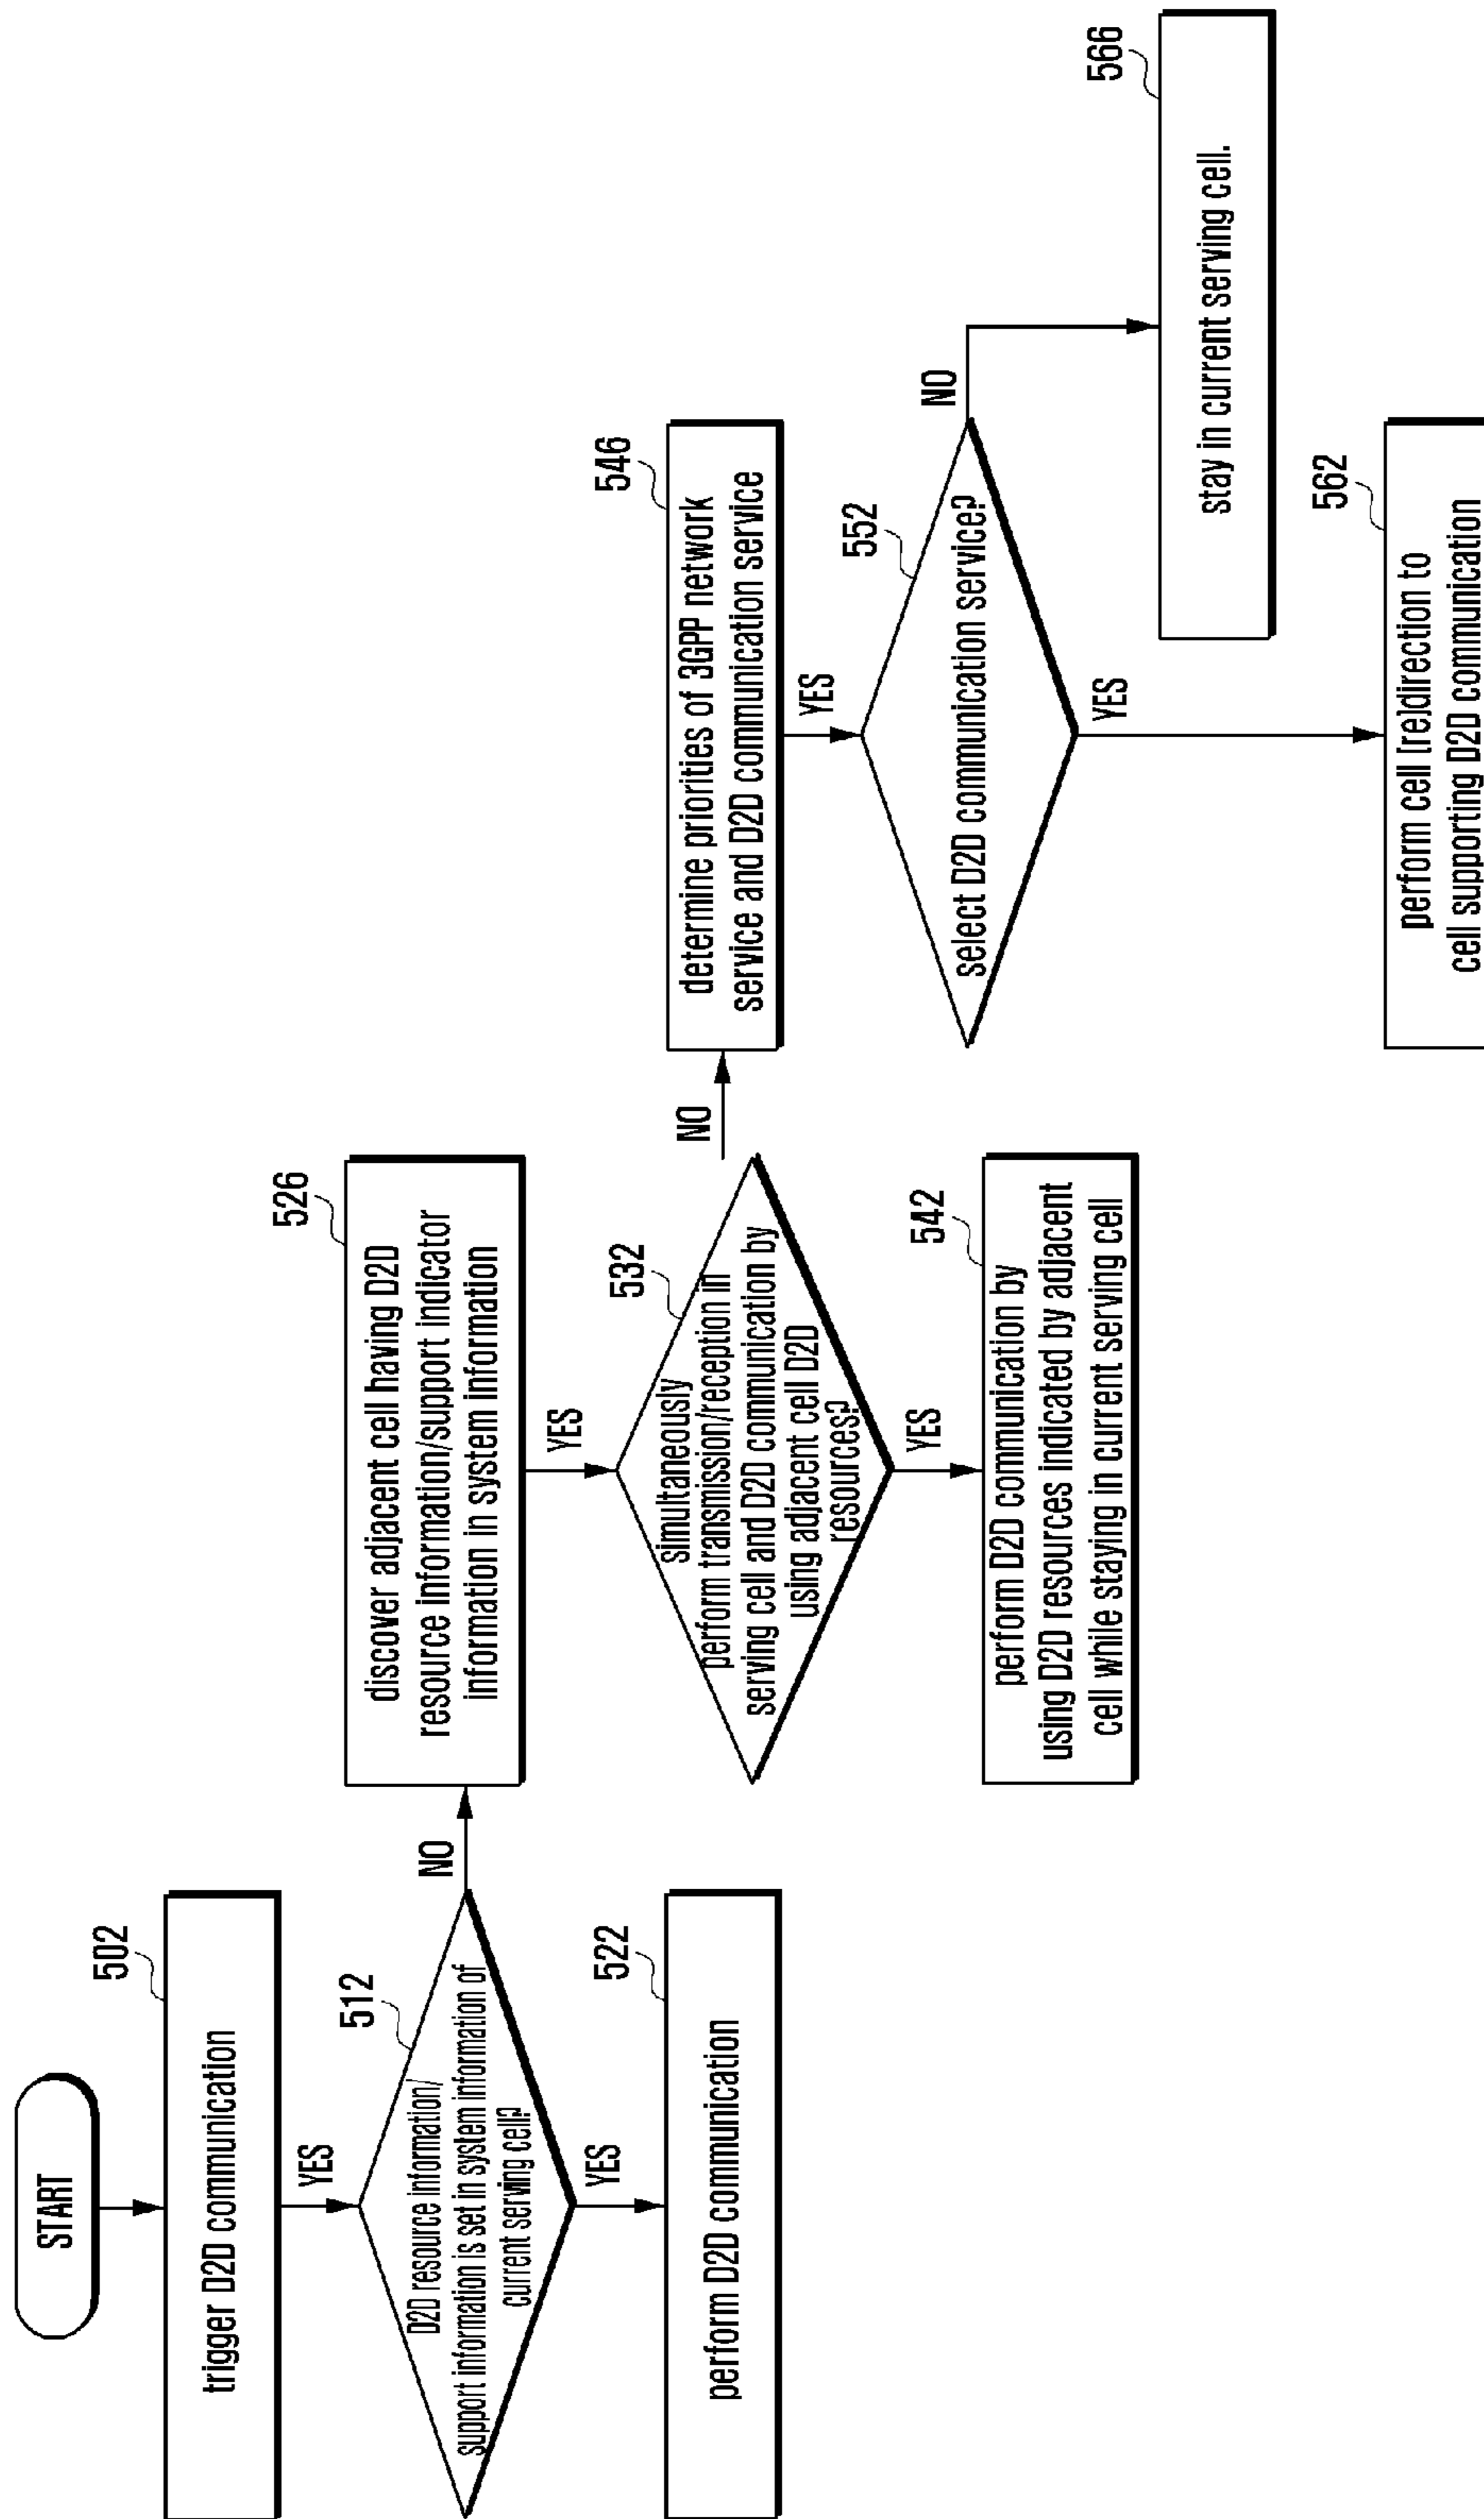 START
502
trigger D2D communication
YES
512
D2D resource information/
support information is set in system information of
current serving cell?
NO
YES
522
perform D2D communication
526
discover adjacent cell having D2D
resource information/support indicator
information in system information
YES
532
simultaneously
perform transmission/reception in
serving cell and D2D communication by
using adjacent cell D2D
resources?
NO
YES
542
perform D2D communication by
using D2D resources indicated by adjacent
cell while staying in current serving cell
546
determine priorities of 3GPP network
service and D2D communication service
YES
552
select D2D communication service?
NO
YES
566
stay in current serving cell.
562
perform cell (re)direction to
cell supporting D2D communication